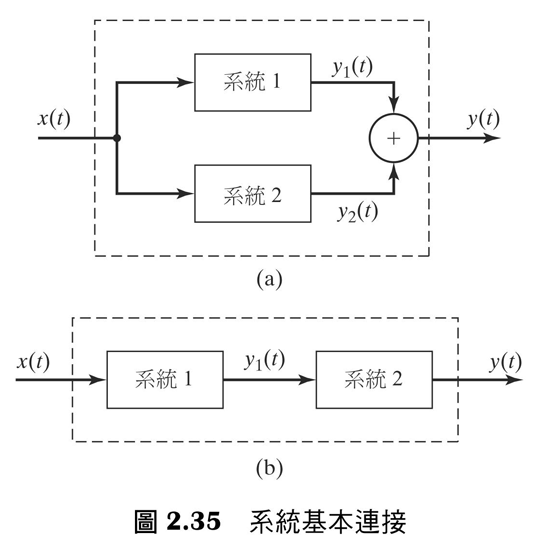 系統 1
y₁(t)
x(t)
+
y(t)
系統 2
y₂(t)
(a)
x(t)
系統 1
y₁(t)
系統 2
y(t)
(b)
圖 2.35 系統基本連接